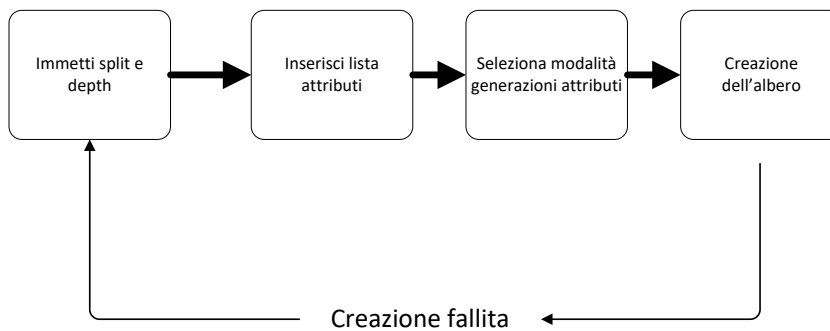 Immetti split e
depth
Inserisci lista
attributi
Seleziona modalità
generazioni attributi
Creazione
dell'albero
Creazione fallita